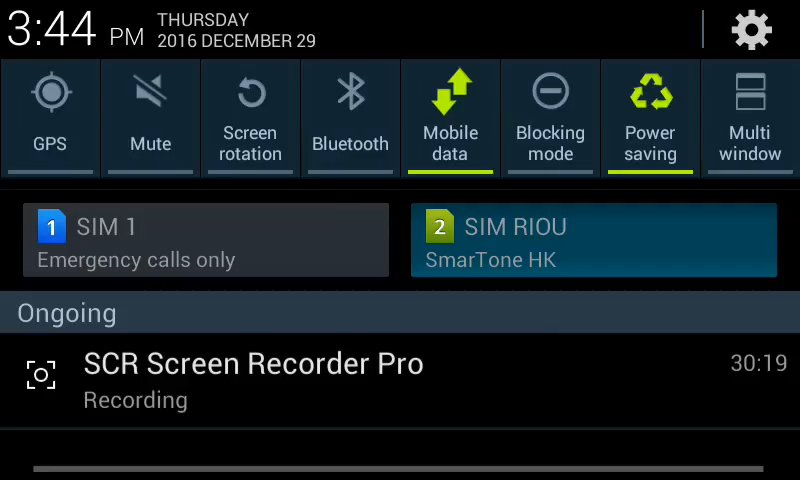 3:44 PM
THURSDAY
2016 DECEMBER 29
GPS
Mute
Screen
rotation
Bluetooth
Mobile
data
Blocking
mode
Power
saving
Multi
window
1 SIM 1
Emergency calls only
2 SIM RIOU
SmarTone HK
Ongoing
SCR Screen Recorder Pro
30:19
Recording